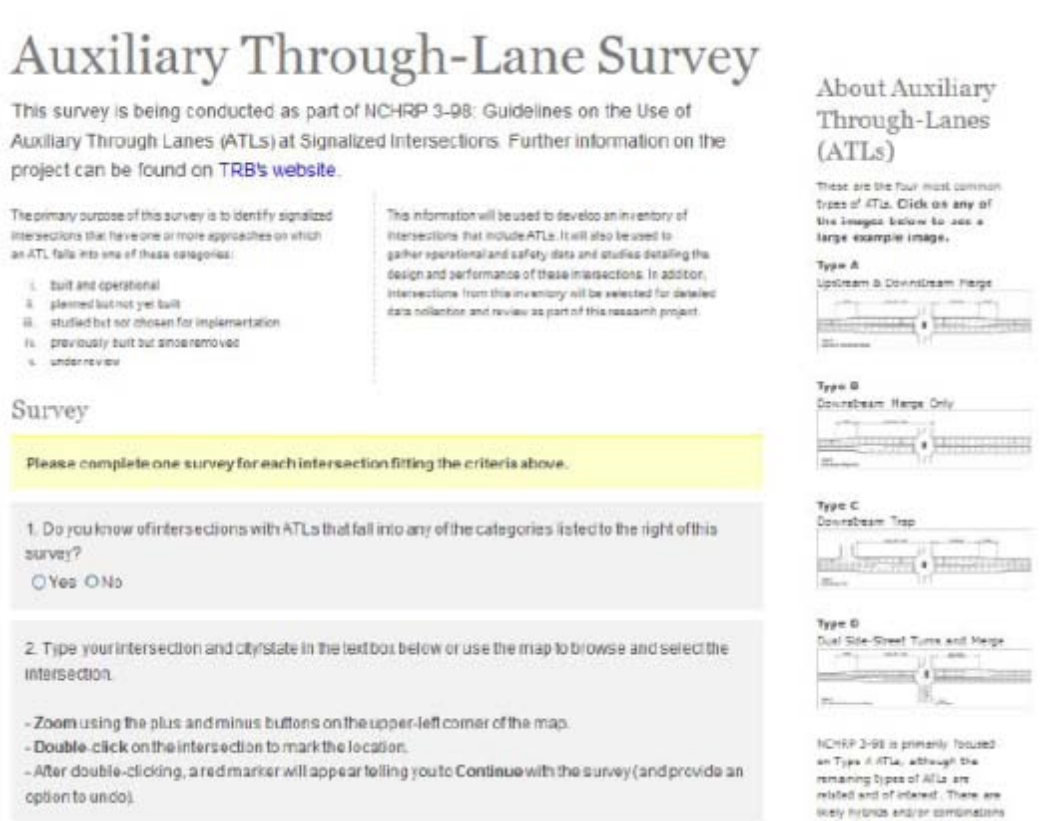 Auxiliary Through-Lane Survey
This survey is being conducted as part of NCHRP 3-98: Guidelines on the Use of
Auxiliary Through Lanes (ATLs) at Signalized Intersections. Further information on the
project can be found on TRB's website.
The primary purpose of this survey is to identify signalized
intersections that have one or more approaches on which
an ATL falls into one of these categories:
i. built and operational
ii. planned but not yet built
iii. studied but not chosen for implementation
iv. previously built but since removed
v. under review
This information will be used to develop an inventory of
intersections that include ATLs. It will also be used to
gather operational and safety data and studies detailing the
design and performance of these intersections. In addition,
intersections from this inventory will be selected for detailed
data collection and review as part of this research project.
Survey
Please complete one survey for each intersection fitting the criteria above.
1. Do you know of intersections with ATLs that fall into any of the categories listed to the right of this
survey?
Yes No
2. Type your intersection and city/state in the text box below or use the map to browse and select the
intersection.
- Zoom using the plus and minus buttons on the upper-left corner of the map.
- Double-click on the intersection to mark the location.
- After double-clicking, a red marker will appear telling you to Continue with the survey (and provide an
option to undo).
About Auxiliary
Through-Lanes
(ATLs)
These are the four most common
types of ATLs. Click on any of
the images below to see a
large example image.
Type A
Upstream & Downstream Merge
Type B
Downstream Merge Only
Type C
Downstream Trap
Type D
Dual Side-Street Turns and Merge
NCHRP 3-98 is primarily focused
on Type A ATLs, although the
remaining types of ATLs are
related and of interest. There are
likely hybrids and/or combinations